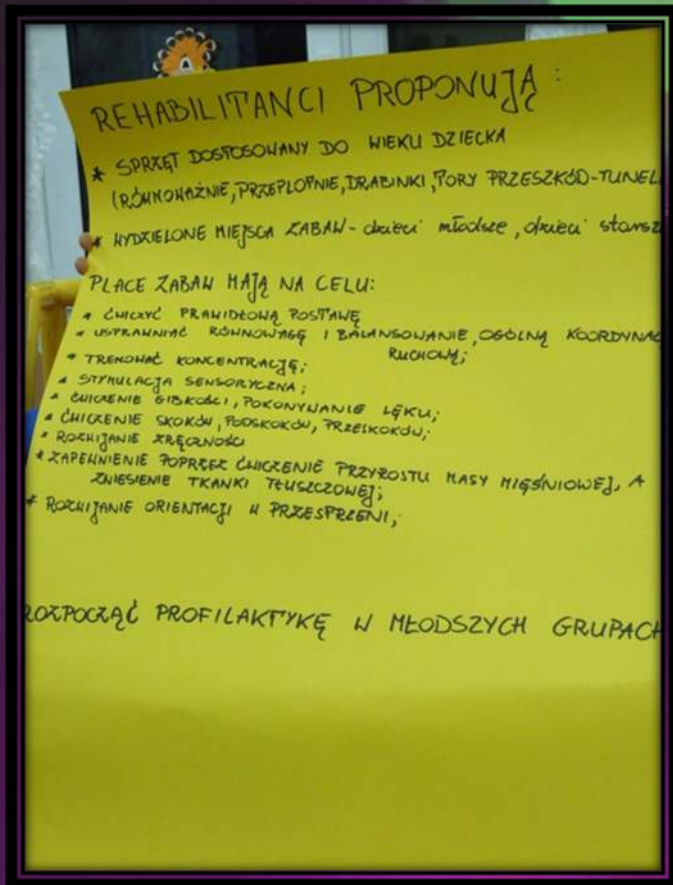 REHABILITANCI PROPONUJĄ:
* SPRZĘT DOSTOSOWANY DO WIEKU DZIECKA
(RÓWNOWAŻNIE, PRZEPLOTNIE, DRABINKI, TORY PRZESZKÓD-TUNEL
* WYDZIELONE MIEJSCA ZABAW - dzieci młodsze, dzieci starsz
PLACE ZABAW MAJĄ NA CELU:
* ĆWICZYĆ PRAWIDŁOWĄ POSTAWĘ
* USPRAWNIAĆ RÓWNOWAGĘ I BALANSOWANIE, OGÓLNĄ KOORDYNAC
RUCHOWĄ;
* TRENOWAĆ KONCENTRACJĘ;
* STYMULACJA SENSORYCZNA;
* ĆWICZENIE GIBKOŚCI, POKONYWANIE LĘKU;
* ĆWICZENIE SKOKÓW, PODSKOKÓW, PRZESKOKÓW;
* ROZWIJANIE ZRĘCZNOŚCI
* ZAPEWNIENIE POPRZEZ ĆWICZENIE PRZYROSTU MASY MIĘŚNIOWEJ, A
ZNIESIENIE TKANKI TŁUSZCZOWEJ;
* ROZWIJANIE ORIENTACJI W PRZESTRZENI;
ROZPOCZĄĆ PROFILAKTYKĘ W MŁODSZYCH GRUPACH